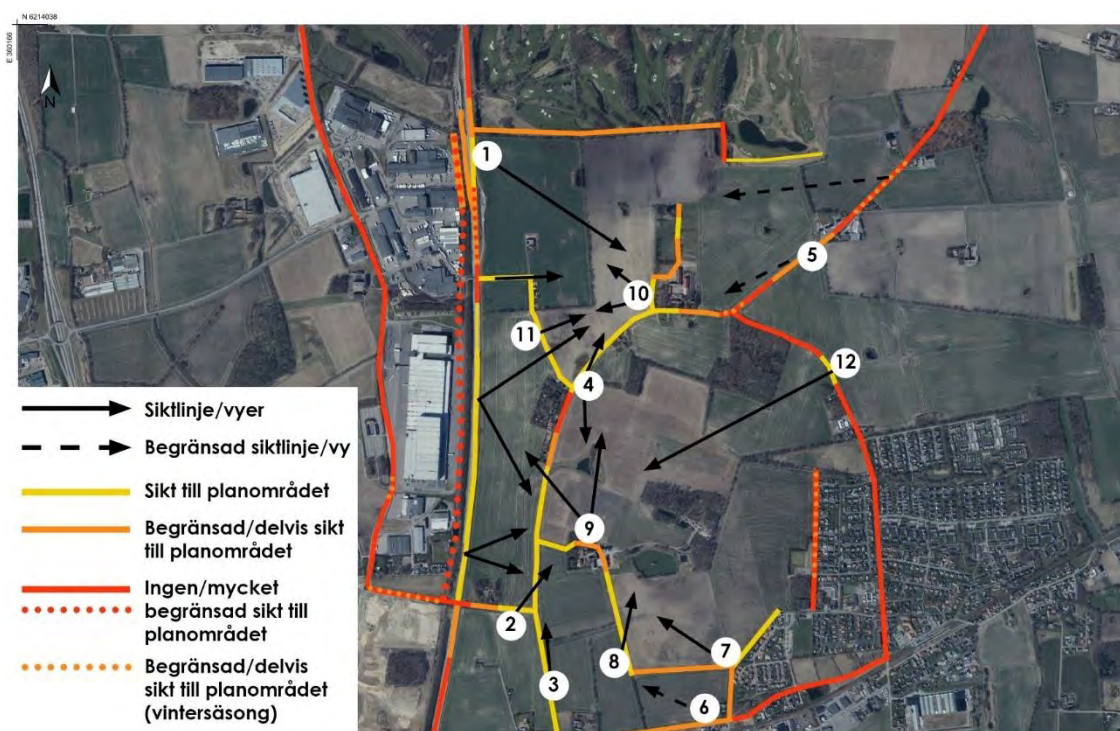 N 6214038
E 360166
N
1
5
10
11
12
4
9
2
8
7
3
6
Siktlinje/vyer
Begränsad siktlinje/vy
Sikt till planområdet
Begränsad/delvis sikt
till planområdet
Ingen/mycket
begränsad sikt till
planområdet
Begränsad/delvis
sikt till planområdet
(vintersäsong)